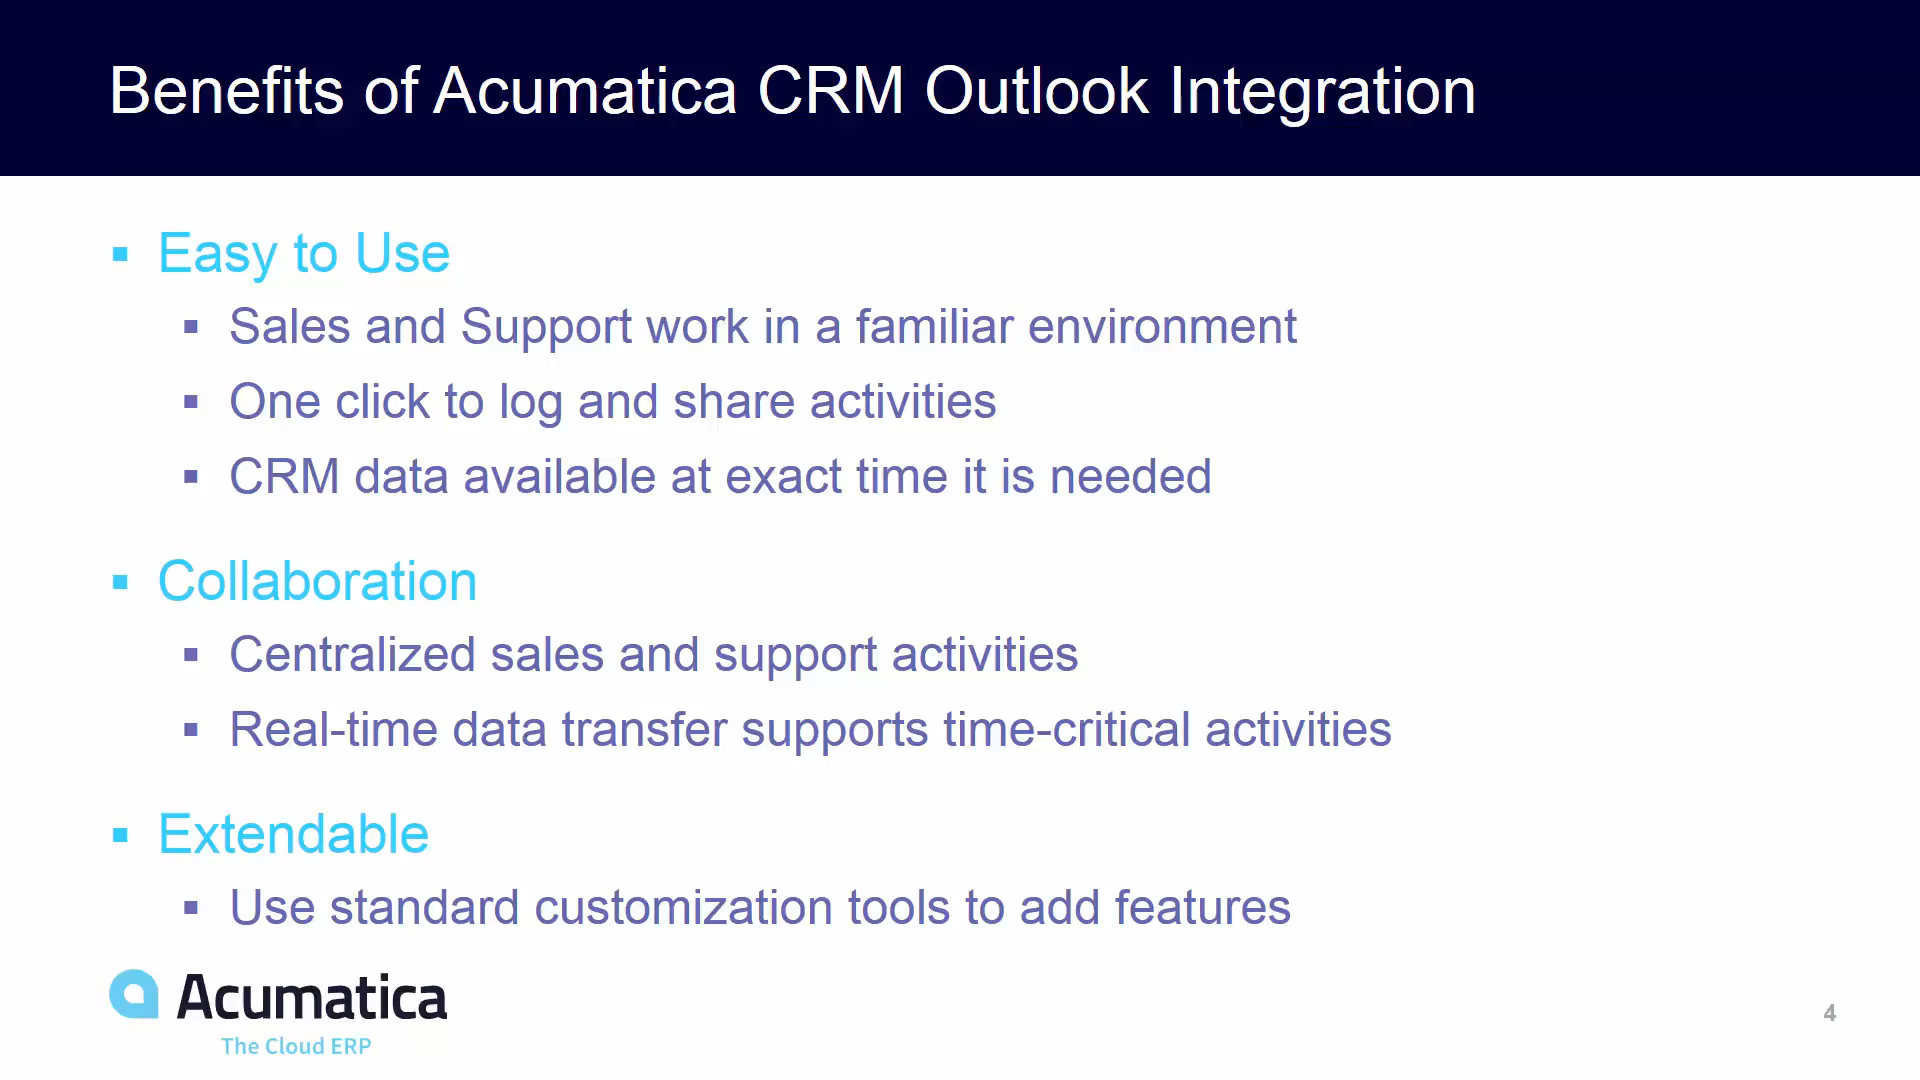 Benefits of Acumatica CRM Outlook Integration
▪ Easy to Use
▪ Sales and Support work in a familiar environment
▪ One click to log and share activities
▪ CRM data available at exact time it is needed
▪ Collaboration
▪ Centralized sales and support activities
▪ Real-time data transfer supports time-critical activities
▪ Extendable
▪ Use standard customization tools to add features
Acumatica
The Cloud ERP
4